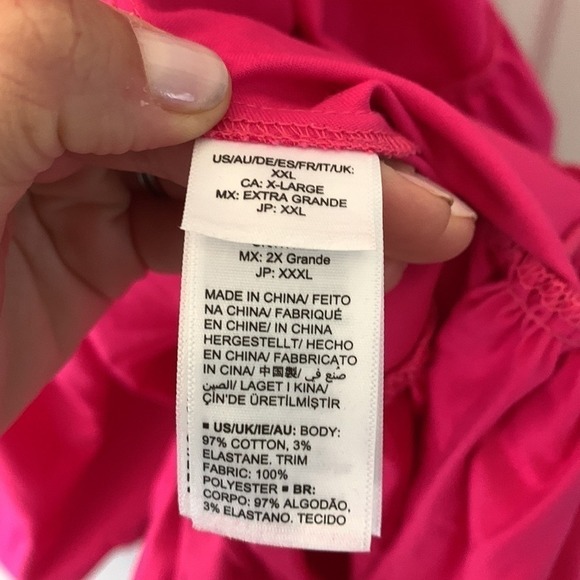 US/AU/DE/ES/FR/IT/UK:
XXL
CA: X-LARGE
MX: EXTRA GRANDE
JP: XXL
MX: 2X Grande
JP: XXXL
MADE IN CHINA/ FEITO
NA CHINA/ FABRIQUÉ
EN CHINE/ IN CHINA
HERGESTELLT/ HECHO
EN CHINA/ FABBRICATO
IN CINA/ 中国製/ صنع في
الصين/ LAGET I KINA/
ÇİN'DE ÜRETİLMİŞTİR
■ US/UK/IE/AU: BODY:
97% COTTON, 3%
ELASTANE. TRIM
FABRIC: 100%
POLYESTER ■ BR:
CORPO: 97% ALGODÃO,
3% ELASTANO. TECIDO